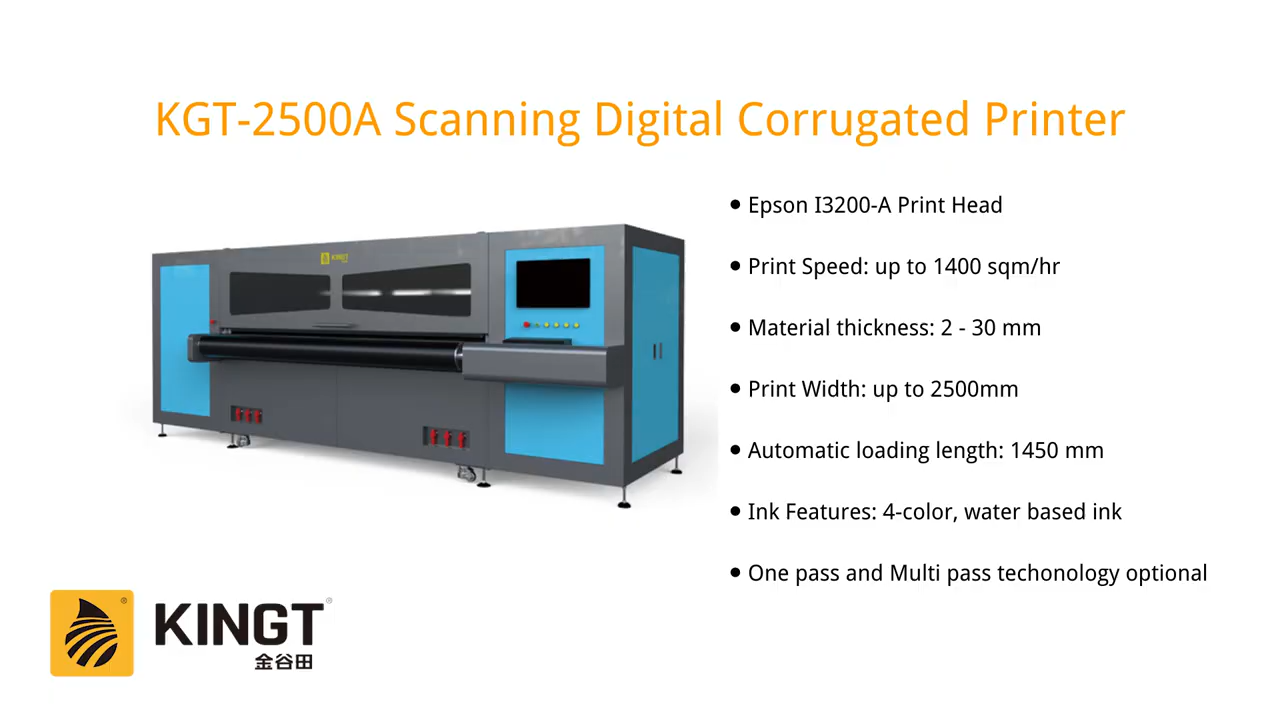 KGT-2500A Scanning Digital Corrugated Printer
Epson I3200-A Print Head
Print Speed: up to 1400 sqm/hr
Material thickness: 2 - 30 mm
Print Width: up to 2500mm
Automatic loading length: 1450 mm
Ink Features: 4-color, water based ink
One pass and Multi pass techonology optional
KINGT
® KINGT ®
金谷田